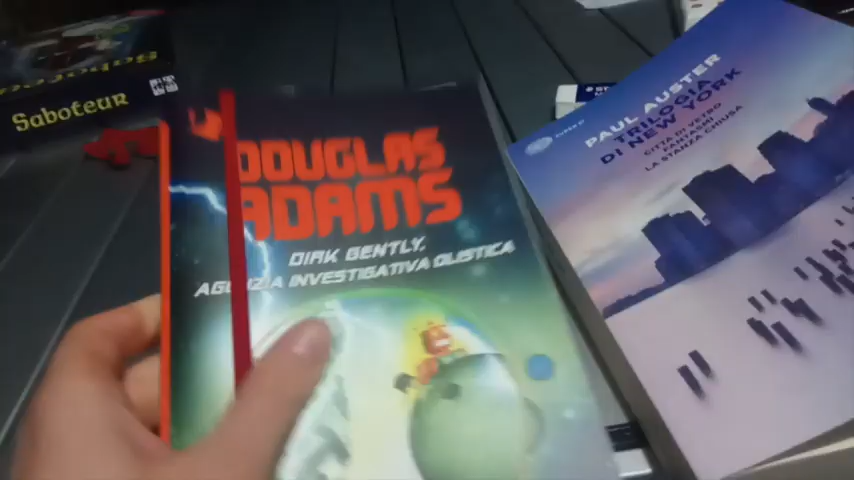 Saboteur
Saboteur
DOUGLAS
ADAMS
DIRK GENTLY,
AGENZIA INVESTIGATIVA OLISTICA
PAUL AUSTER
TRILOGIA
DI NEW YORK
CITTÀ DI VETRO
FANTASMI
LA STANZA CHIUSA